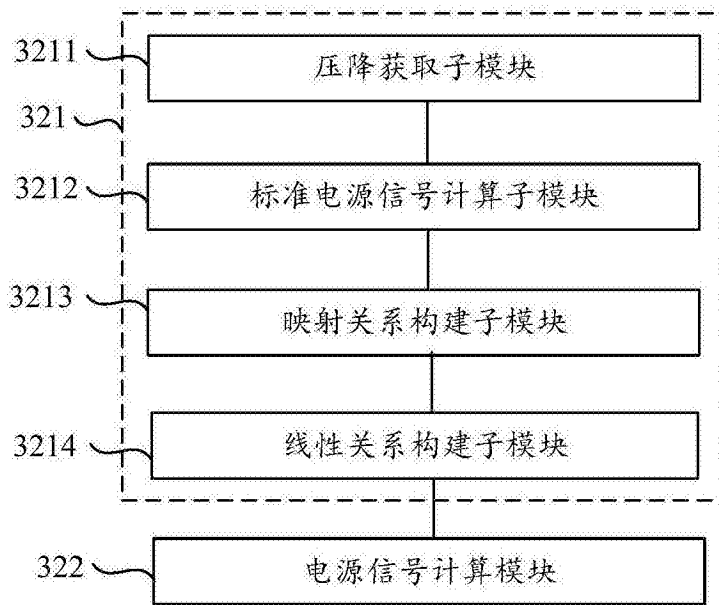 3211
压降获取子模块
321
3212
标准电源信号计算子模块
3213
映射关系构建子模块
3214
线性关系构建子模块
322
电源信号计算模块